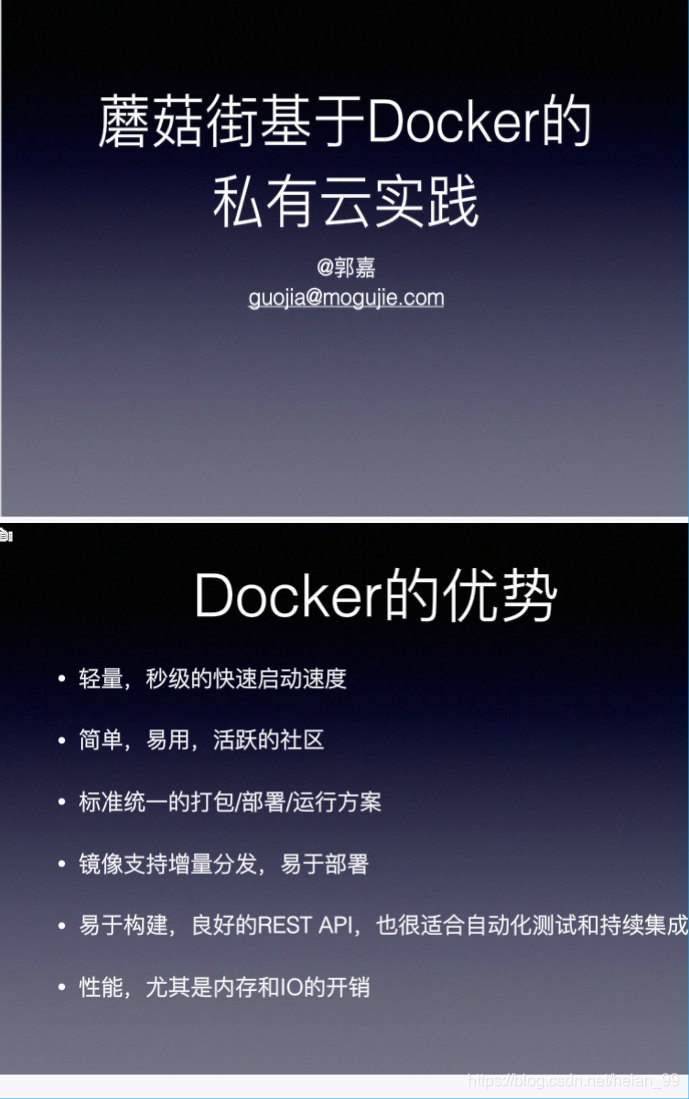 蘑菇街基于Docker的
私有云实践
@郭嘉
guojia@mogujie.com
Docker的优势
• 轻量，秒级的快速启动速度
• 简单，易用，活跃的社区
• 标准统一的打包/部署/运行方案
• 镜像支持增量分发，易于部署
• 易于构建，良好的REST API，也很适合自动化测试和持续集成
• 性能，尤其是内存和IO的开销
https://blog.csdn.net/helan_99